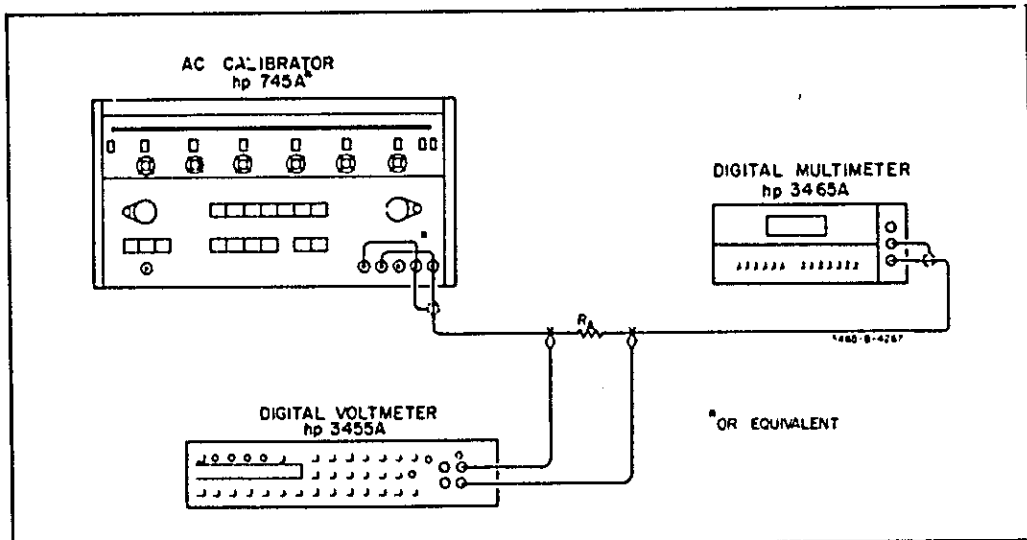 AC CALIBRATOR
hp 745A*
DIGITAL MULTIMETER
hp 3465A
*
RA
DIGITAL VOLTMETER
hp 3455A
*OR EQUIVALENT